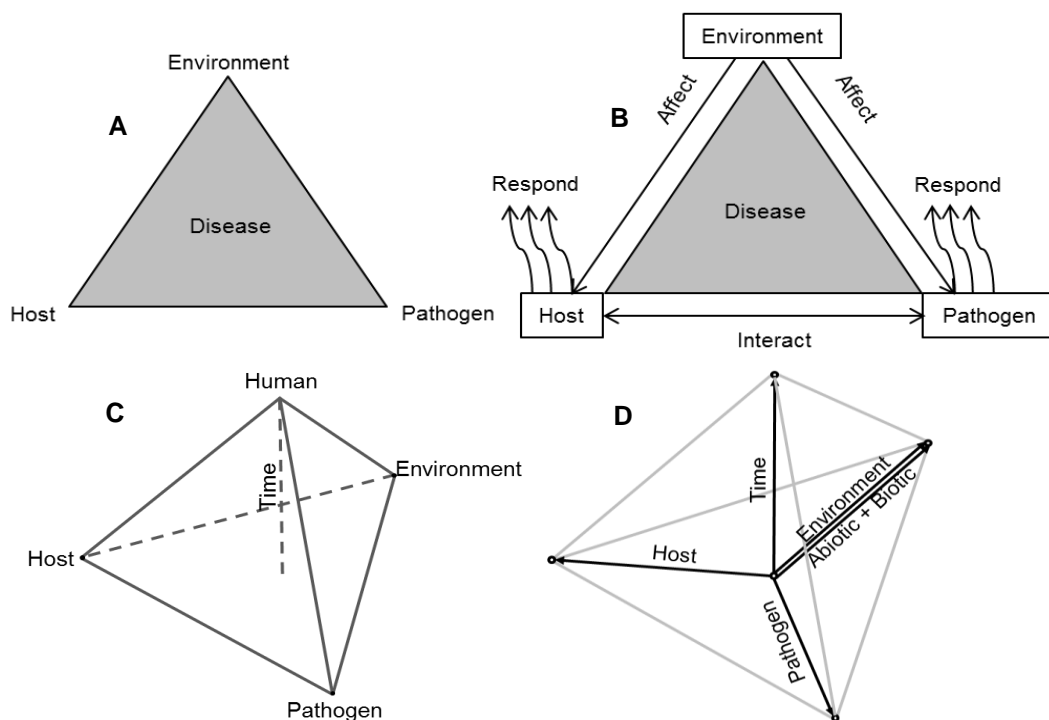 A
Environment
Disease
Host
Pathogen
B
Environment
Affect
Affect
Respond
Respond
Disease
Host
Pathogen
Interact
C
Human
Time
Environment
Host
Pathogen
D
Time
Environment
Abiotic + Biotic
Host
Pathogen